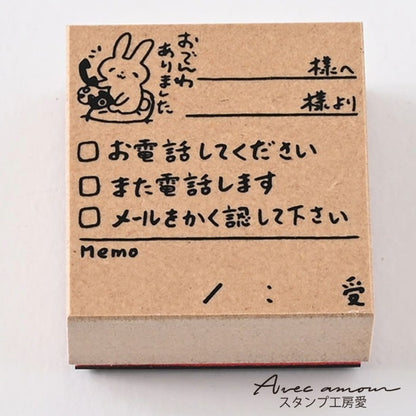 おでんわ
ありました
様へ
様より
□ お電話してください
□ また電話します
□ メールをかく認して下さい
Memo
/ : 受
Avec amour
スタンプ工房愛